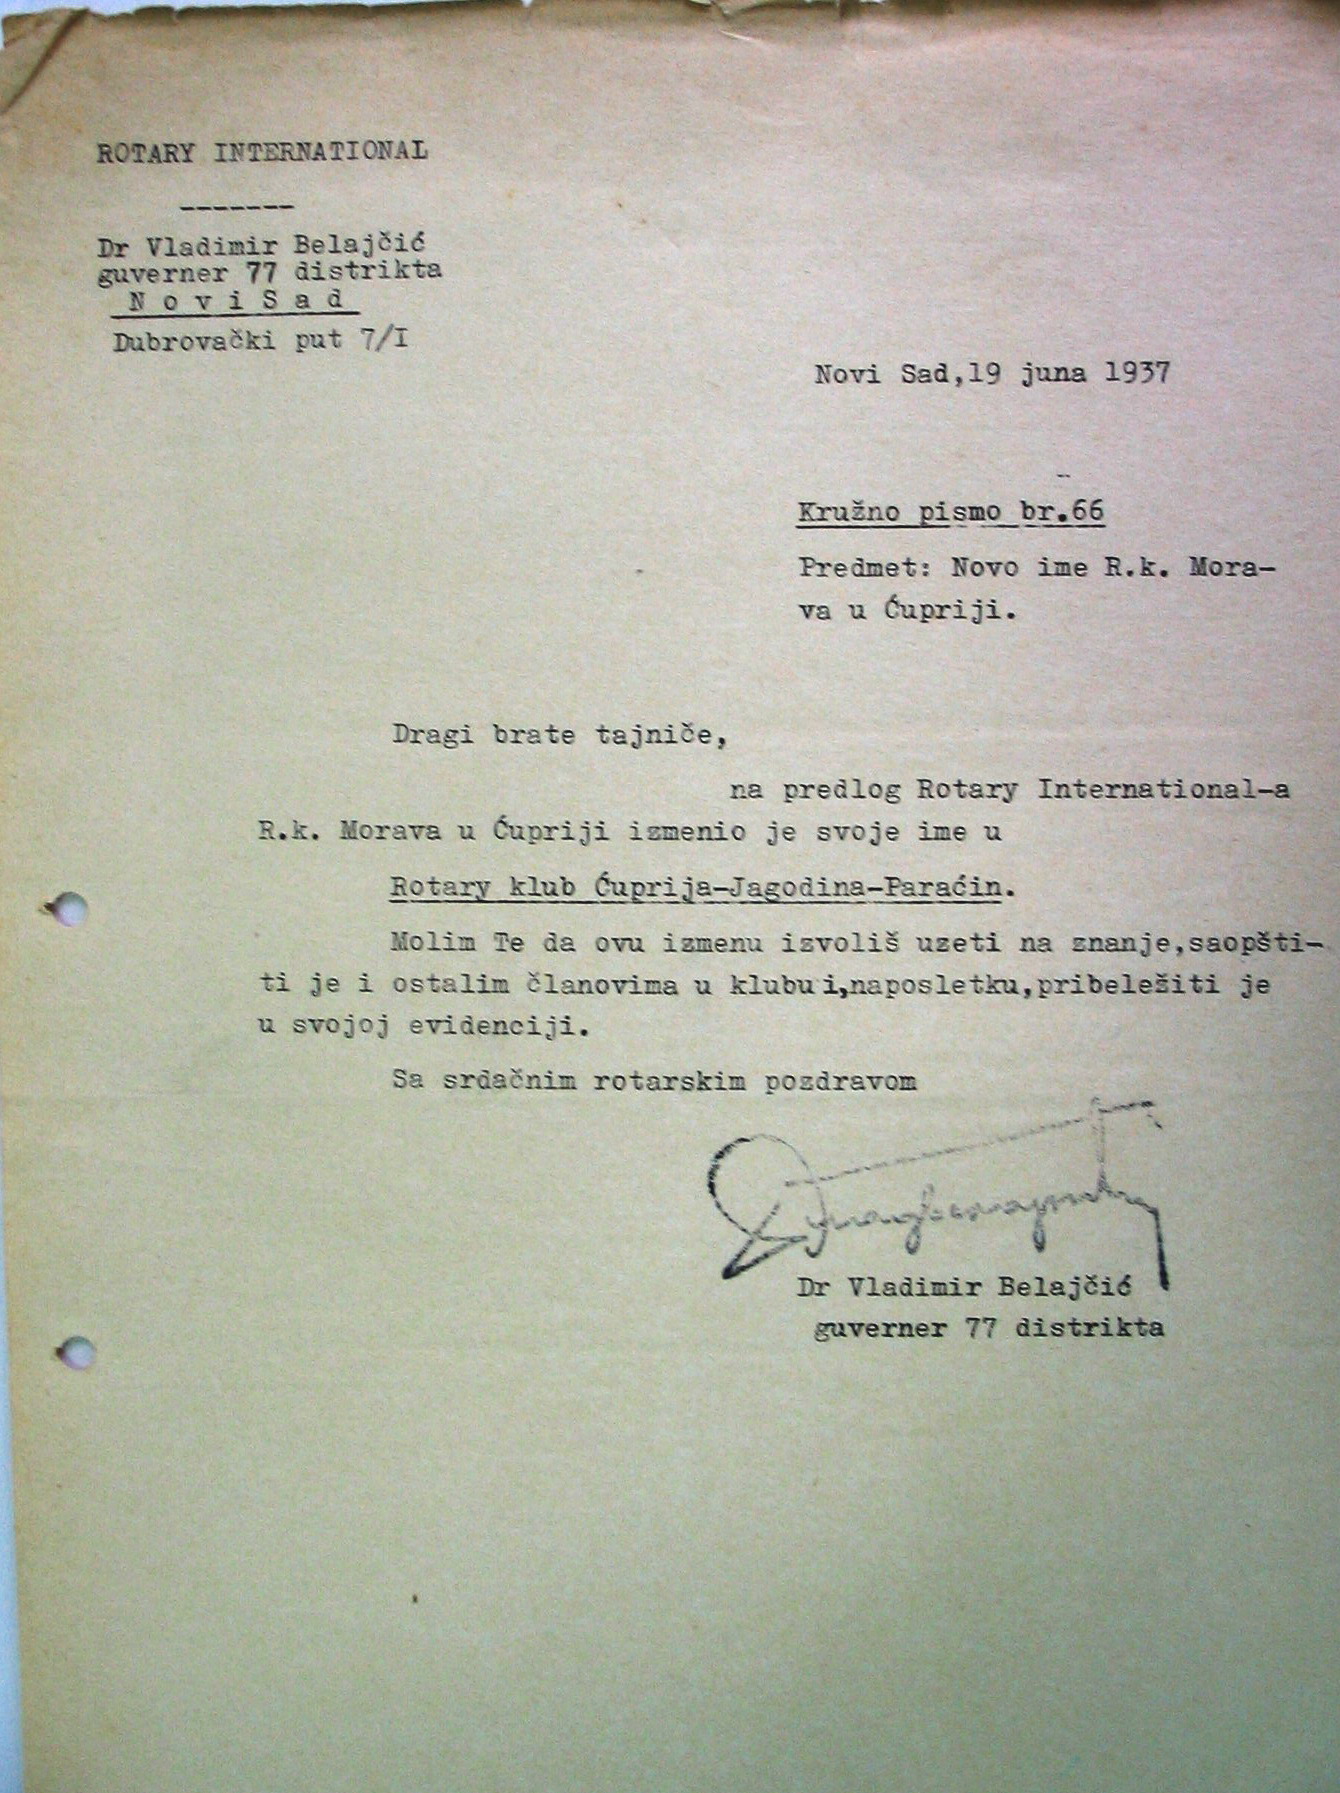 ROTARY INTERNATIONAL
-------
Dr Vladimir Belajčić
guverner 77 distrikta
N o v i S a d
Dubrovački put 7/I
Novi Sad,19 juna 1937
Kružno pismo br.66
Predmet: Novo ime R.k. Mora-
va u Ćupriji.
Dragi brate tajniče,
na predlog Rotary International-a
R.k. Morava u Ćupriji izmenio je svoje ime u
Rotary klub Ćuprija-Jagodina-Paraćin.
Molim Te da ovu izmenu izvoliš uzeti na znanje,saopšti-
ti je i ostalim članovima u klubu i,naposletku,pribeležiti je
u svojoj evidenciji.
Sa srdačnim rotarskim pozdravom
Dr Vladimir Belajčić
guverner 77 distrikta